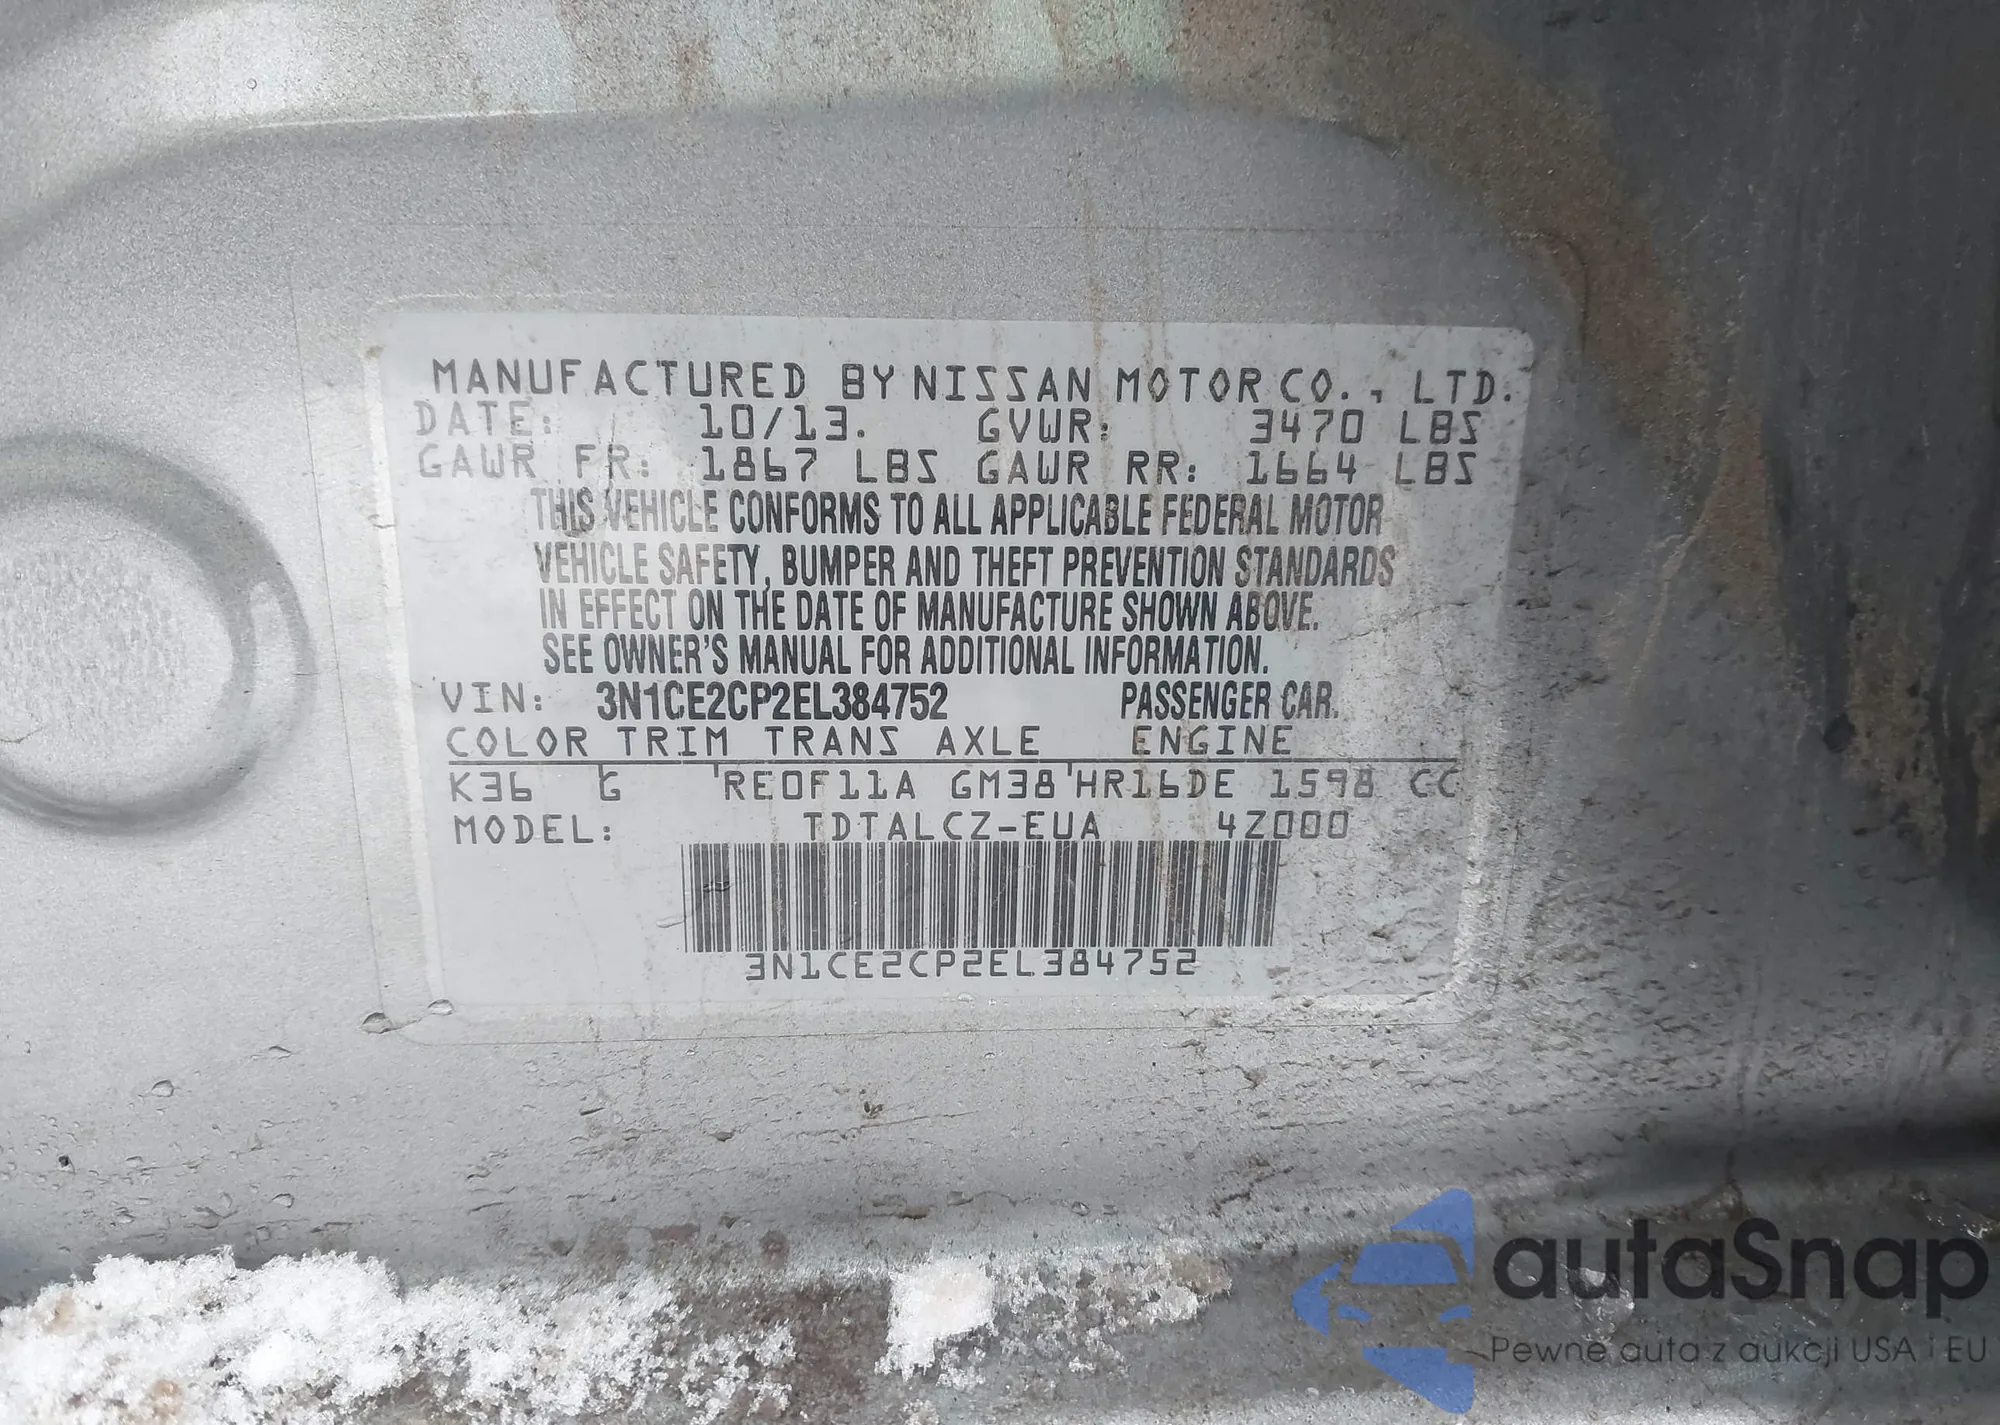 MANUFACTURED BY NISSAN MOTOR CO., LTD.
DATE: 10/13. GVWR: 3470 LBS
GAWR FR: 1867 LBS GAWR RR: 1664 LBS
THIS VEHICLE CONFORMS TO ALL APPLICABLE FEDERAL MOTOR
VEHICLE SAFETY, BUMPER AND THEFT PREVENTION STANDARDS
IN EFFECT ON THE DATE OF MANUFACTURE SHOWN ABOVE.
SEE OWNER'S MANUAL FOR ADDITIONAL INFORMATION.
VIN: 3N1CE2CP2EL384752 PASSENGER CAR.
COLOR TRIM TRANS AXLE ENGINE
K36 G RE0F11A GM38 HR16DE 1598 CC
MODEL: TDTALCZ-EUA 4Z000
3N1CE2CP2EL384752
autaSnap
Pewne auta z aukcji USA i EU